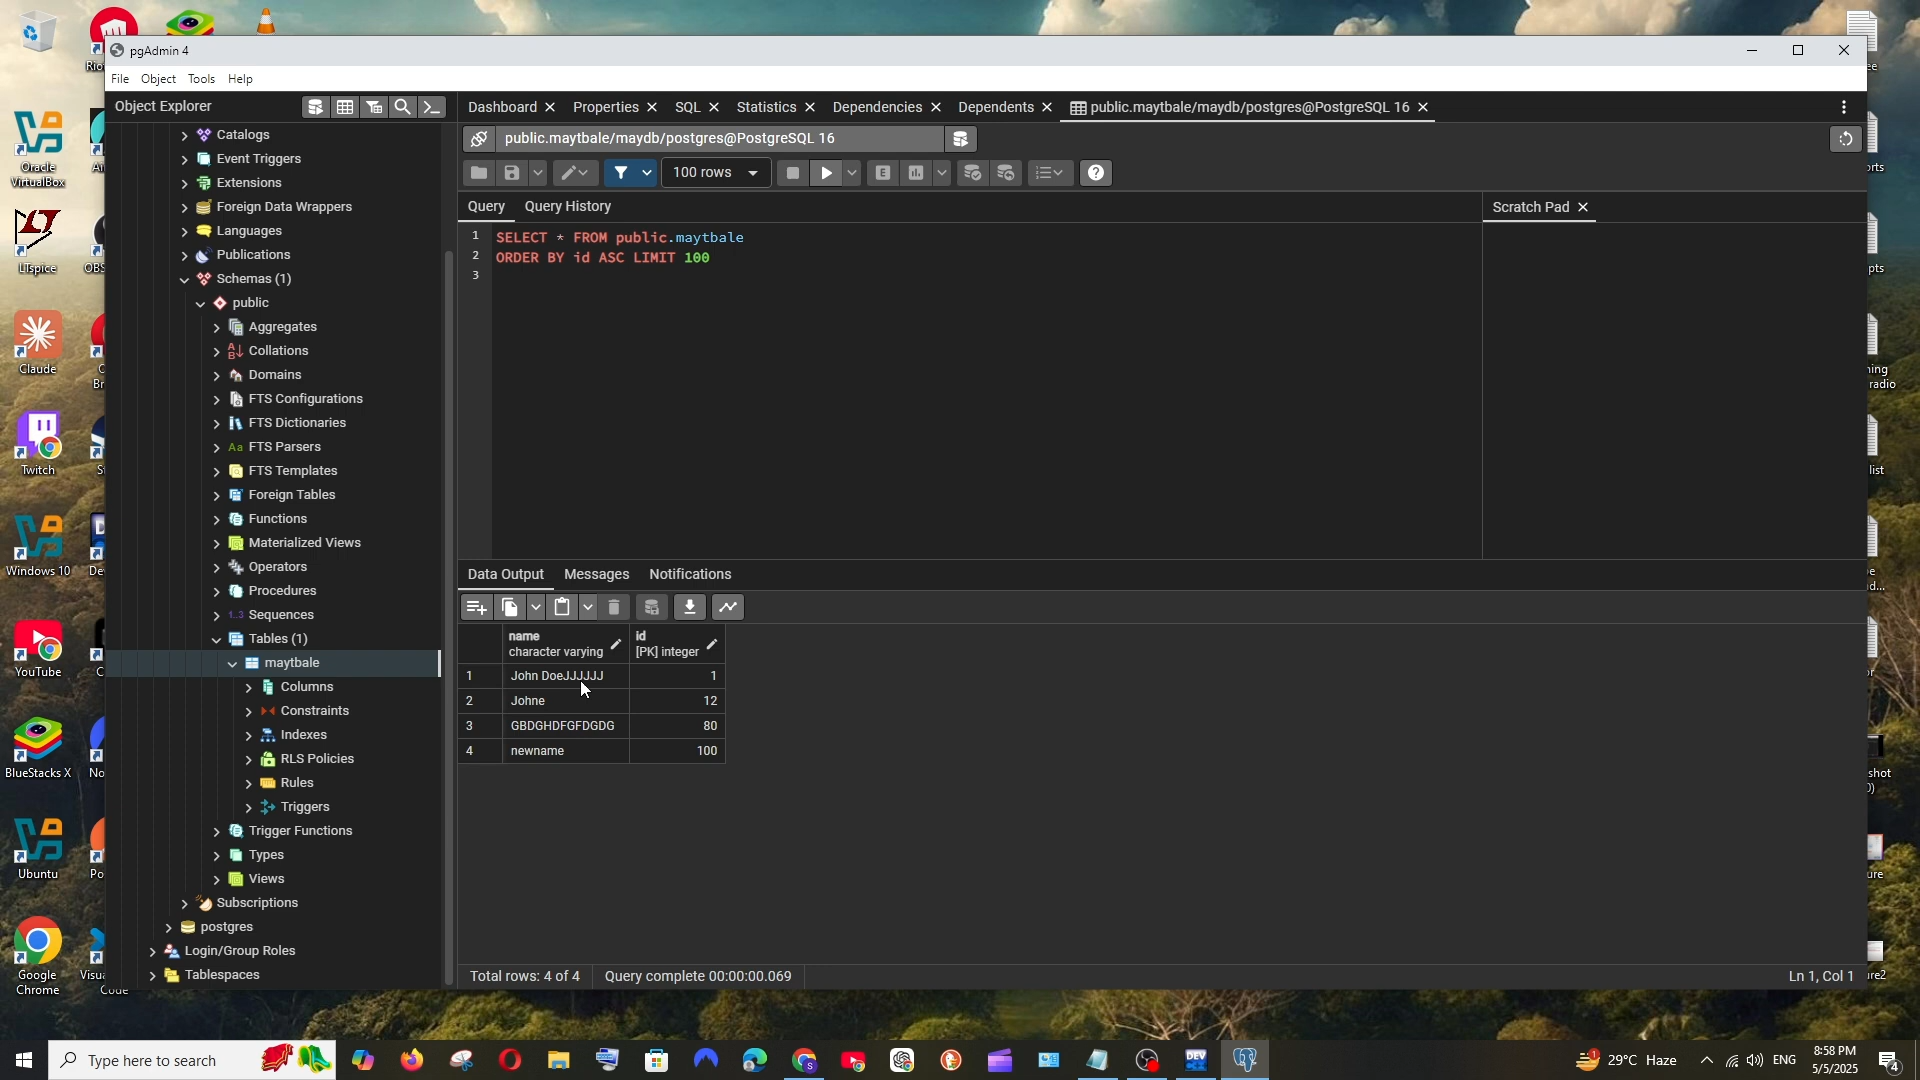 pgAdmin 4
File Object Tools Help
Object Explorer
Dashboard Properties SQL Statistics Dependencies Dependents public.maytbale/maydb/postgres@PostgreSQL 16
public.maytbale/maydb/postgres@PostgreSQL 16
100 rows
Query Query History
Scratch Pad
1 SELECT * FROM public.maytbale
2 ORDER BY id ASC LIMIT 100
3
Catalogs
Event Triggers
Extensions
Foreign Data Wrappers
Languages
Publications
Schemas (1)
public
Aggregates
Collations
Domains
FTS Configurations
FTS Dictionaries
FTS Parsers
FTS Templates
Foreign Tables
Functions
Materialized Views
Operators
Procedures
Sequences
Tables (1)
maytbale
Columns
Constraints
Indexes
RLS Policies
Rules
Triggers
Trigger Functions
Types
Views
Subscriptions
postgres
Login/Group Roles
Tablespaces
Data Output Messages Notifications
name
character varying
id
[PK] integer
1 John DoeJJJJJJ 1
2 Johne 12
3 GBDGHDFGFDGDG 80
4 newname 100
Total rows: 4 of 4 Query complete 00:00:00.069
Ln 1, Col 1
Oracle
VirtualBox
LTspice
Claude
Twitch
Windows 10
YouTube
BlueStacks X
Ubuntu
Google
Chrome
Type here to search
DEV
29°C Haze
ENG
8:58 PM
5/5/2025
4